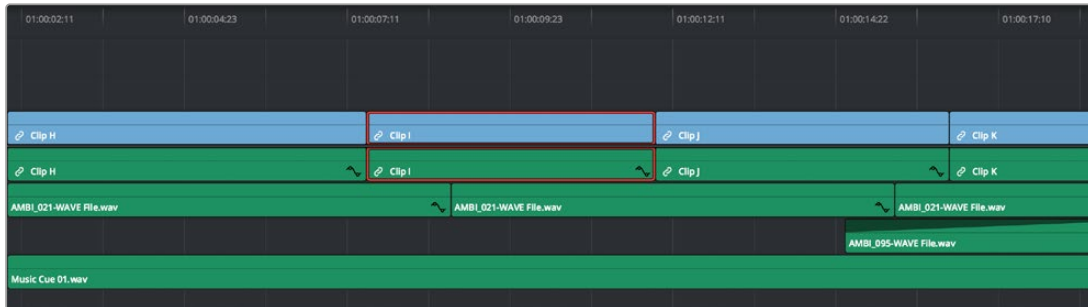 01:00:02:11 01:00:04:23 01:00:07:11 01:00:09:23 01:00:12:11 01:00:14:22 01:00:17:10
Clip H Clip I Clip J Clip K
Clip H Clip I Clip J Clip K
AMBI_021-WAVE File.wav AMBI_021-WAVE File.wav AMBI_021-WAVE File.wav
AMBI_095-WAVE File.wav
Music Cue 01.wav